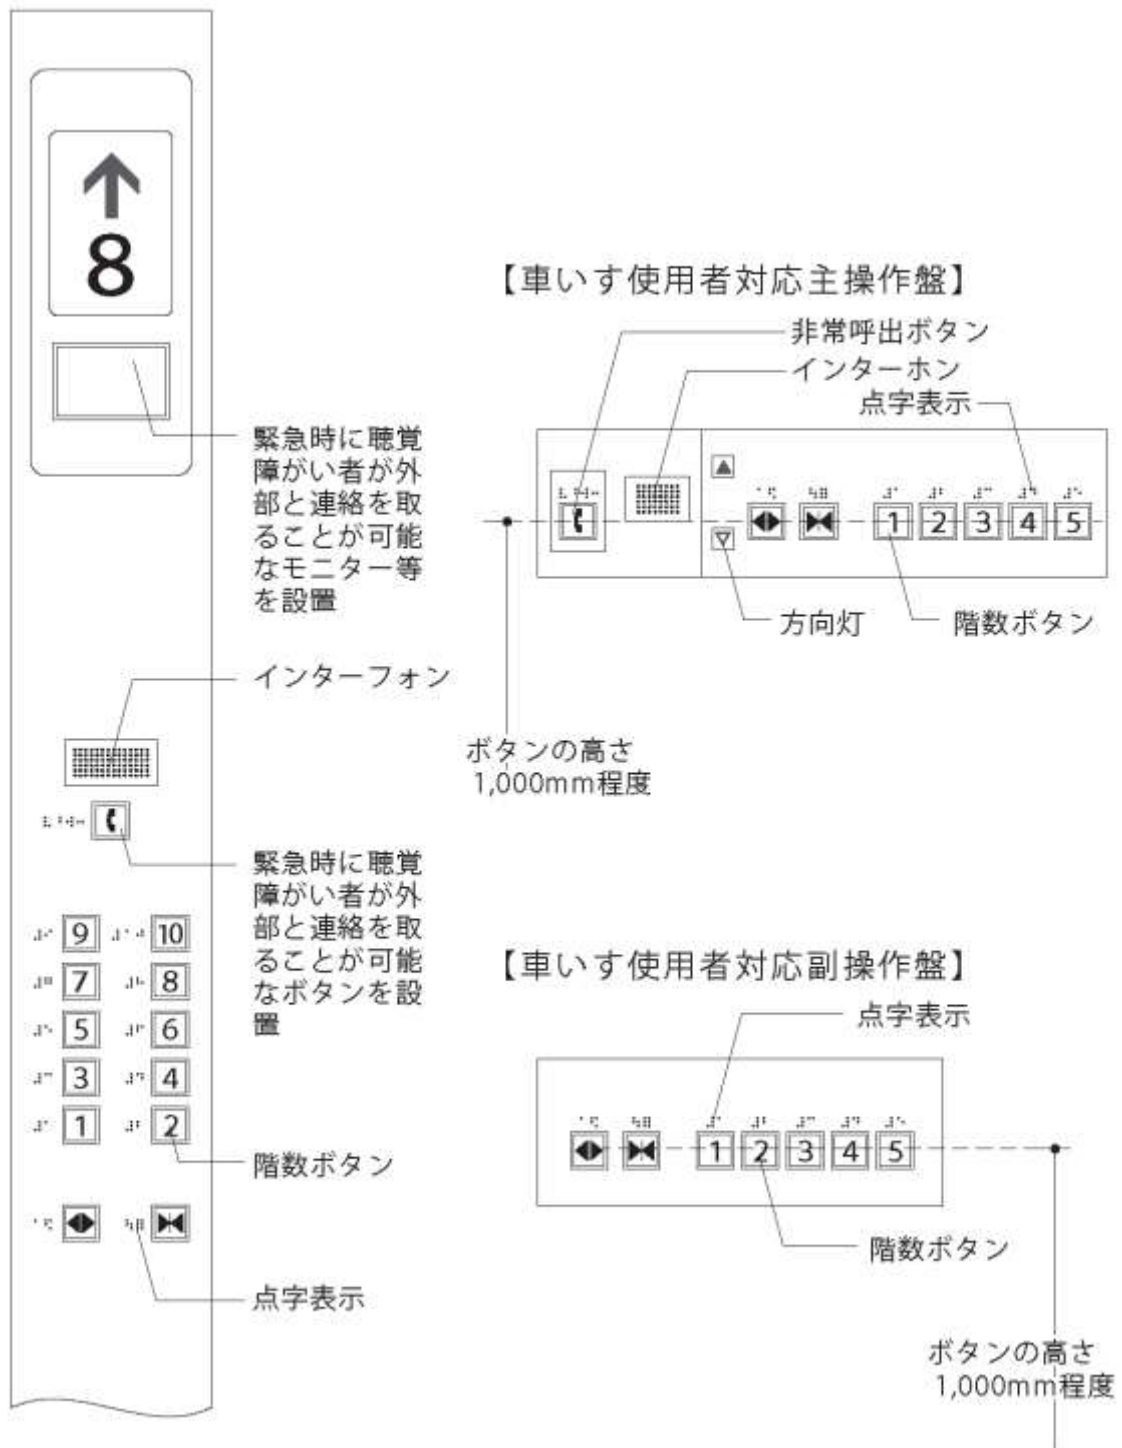 8
緊急時に聴覚
障がい者が外
部と連絡を取
ることが可能
なモニター等
を設置
インターフォン
緊急時に聴覚
障がい者が外
部と連絡を取
ることが可能
なボタンを設
置
9 10
7 8
5 6
3 4
1 2
階数ボタン
点字表示
【車いす使用者対応主操作盤】
非常呼出ボタン
インターホン
点字表示
1 2 3 4 5
方向灯
階数ボタン
ボタンの高さ
1,000mm程度
【車いす使用者対応副操作盤】
点字表示
1 2 3 4 5
階数ボタン
ボタンの高さ
1,000mm程度